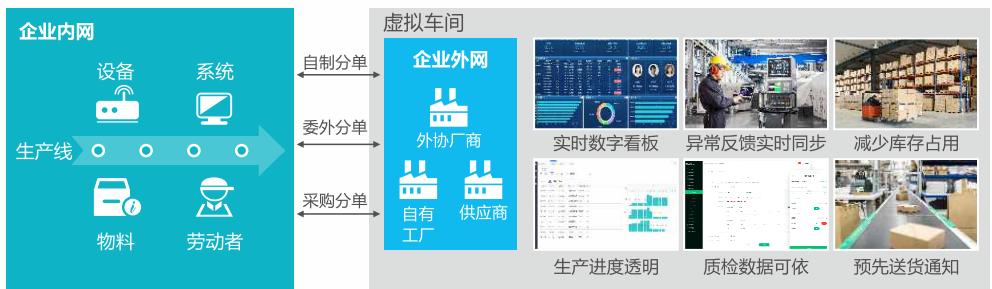 企业内网
设备
系统
生产线
物料
劳动者
自制分单
委外分单
采购分单
虚拟车间
企业外网
外协厂商
自有
工厂
供应商
实时数字看板
异常反馈实时同步
减少库存占用
生产进度透明
质检数据可依
预先送货通知